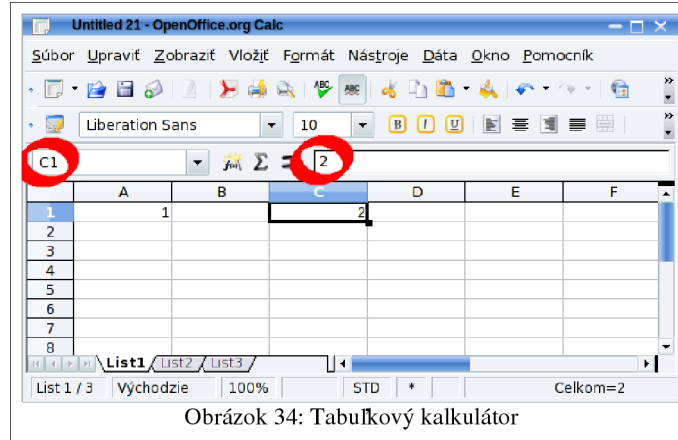 Untitled 21 - OpenOffice.org Calc
Súbor Upraviť Zobraziť Vložiť Formát Nástroje Dáta Okno Pomocník
ABC ABC
Liberation Sans 10 B I U
C1 f(x) Σ = 2
A B C D E F
1 1 2
2
3
4
5
6
7
8
List1 List2 List3
List 1 / 3 Východzie 100% STD * Celkom=2
Obrázok 34: Tabuľkový kalkulátor